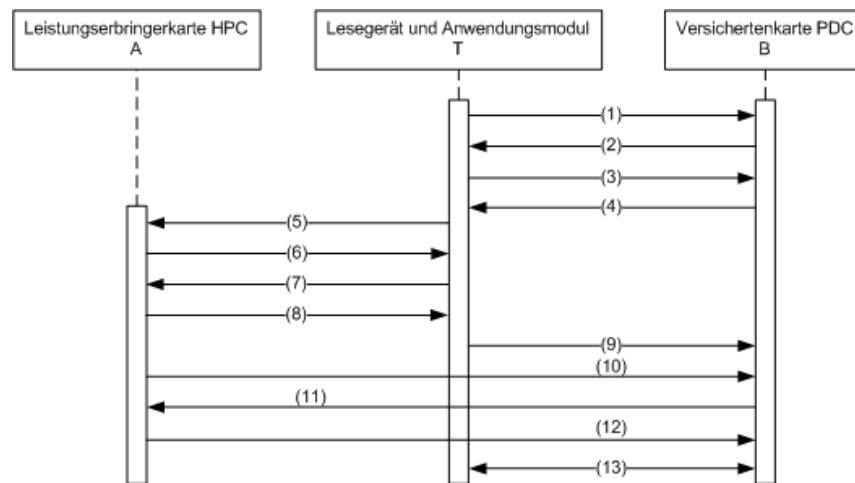 Leistungserbringerkarte HPC
A
Lesegerät und Anwendungsmodul
T
Versichertenkarte PDC
B
(1)
(2)
(3)
(4)
(5)
(6)
(7)
(8)
(9)
(10)
(11)
(12)
(13)